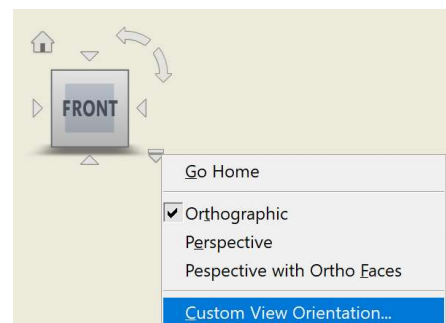 FRONT
Go Home
Orthographic
Perspective
Pespective with Ortho Faces
Custom View Orientation...